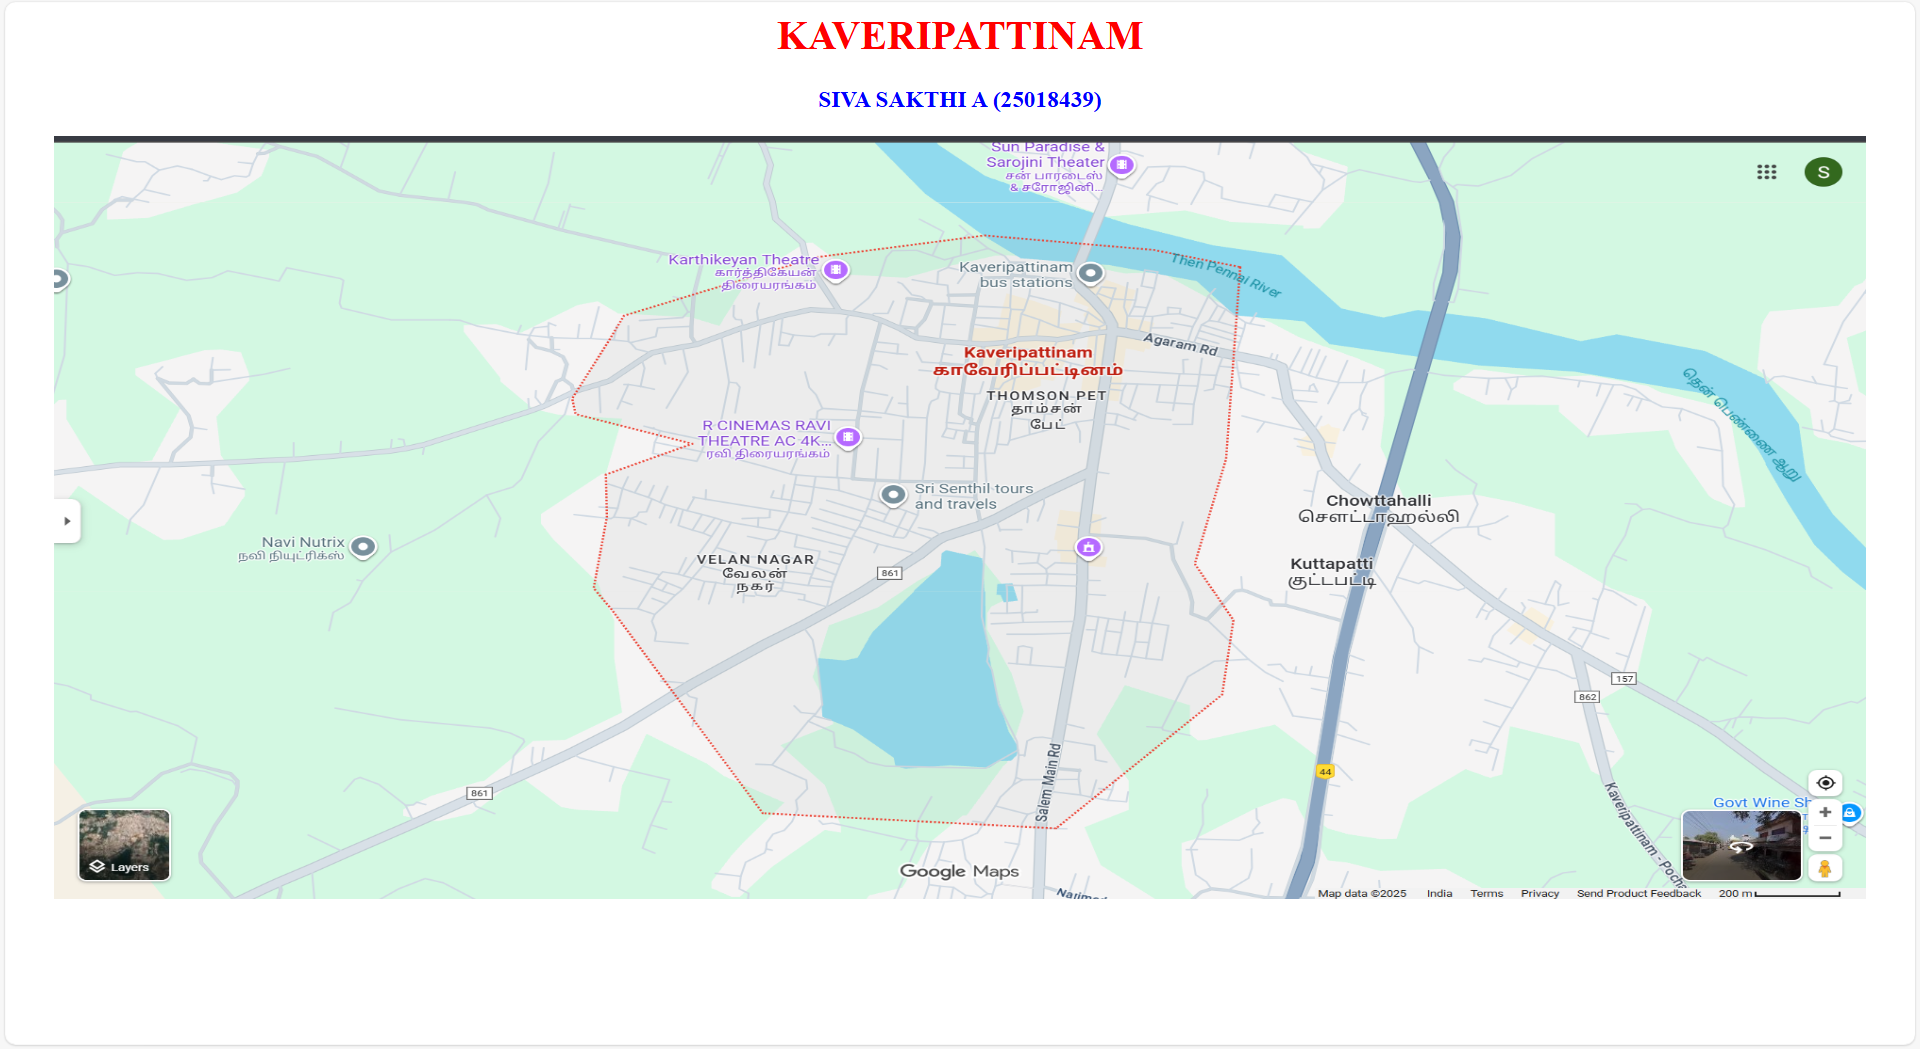 KAVERIPATTINAM
SIVA SAKTHI A (25018439)
Sun Paradise &
Sarojini Theater
சன் பாரடைஸ்
& சரோஜினி...
S
Karthikeyan Theatre
கார்த்திகேயன்
திரையரங்கம்
Kaveripattinam
bus stations
Then Pennai River
Agaram Rd
Kaveripattinam
காவேரிப்பட்டினம்
THOMSON PET
தாம்சன்
பேட்
தென் பெண்ணை ஆறு
R CINEMAS RAVI
THEATRE AC 4K...
ரவி திரையரங்கம்
Sri Senthil tours
and travels
Chowttahalli
சௌட்டாஹல்லி
Navi Nutrix
நவி நியுட்ரிக்ஸ்
VELAN NAGAR
வேலன்
நகர்
861
Kuttapatti
குட்டபட்டி
157
862
44
861
Salem Main Rd
Kaveripattinam - Pocha
Govt Wine Sh
Layers
Google Maps
Map data ©2025 India Terms Privacy Send Product Feedback 200 m